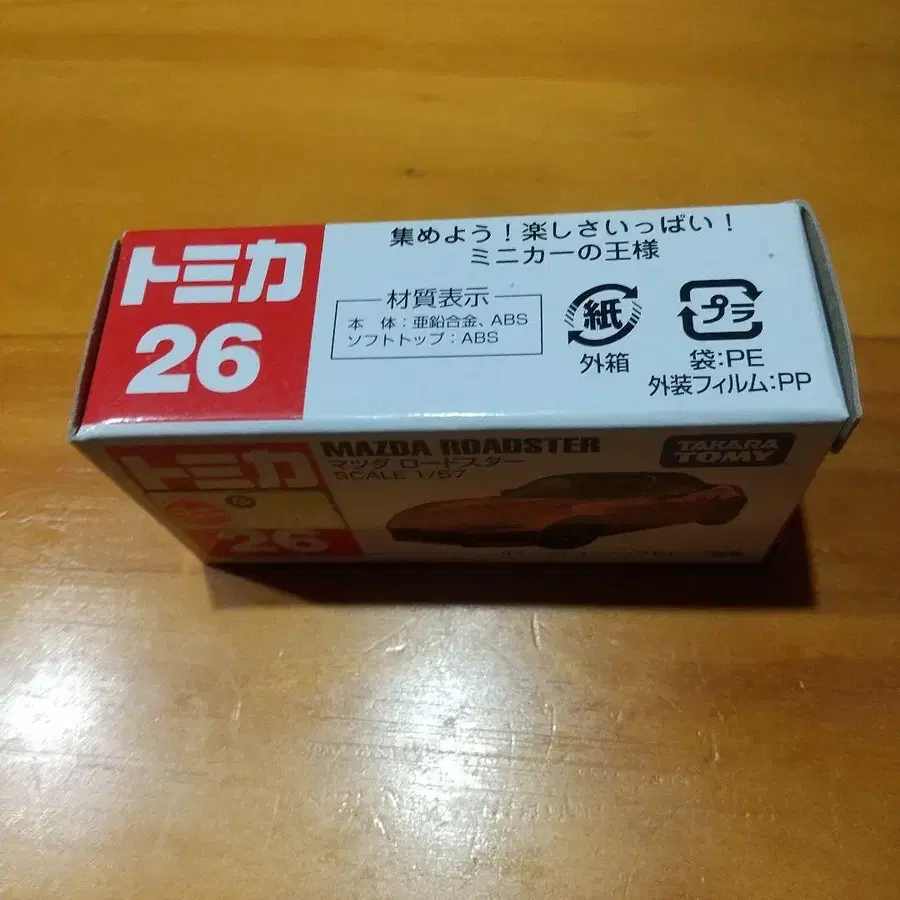 トミカ
26
集めよう！楽しさいっぱい！
ミニカーの王様
材質表示
本　体：亜鉛合金、ABS
ソフトトップ：ABS
紙
外箱
プラ
袋：PE
外装フィルム：PP
トミカ
26
MAZDA ROADSTER
マツダ ロードスター
SCALE 1/57
TAKARA
TOMY